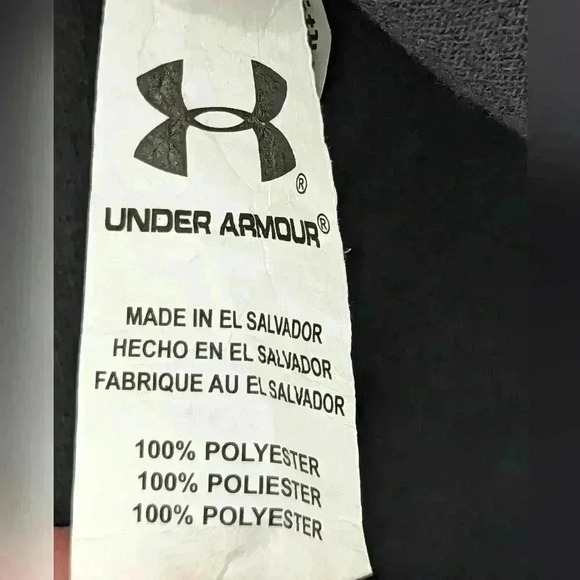 ®
UNDER ARMOUR®
MADE IN EL SALVADOR
HECHO EN EL SALVADOR
FABRIQUE AU EL SALVADOR
100% POLYESTER
100% POLIESTER
100% POLYESTER